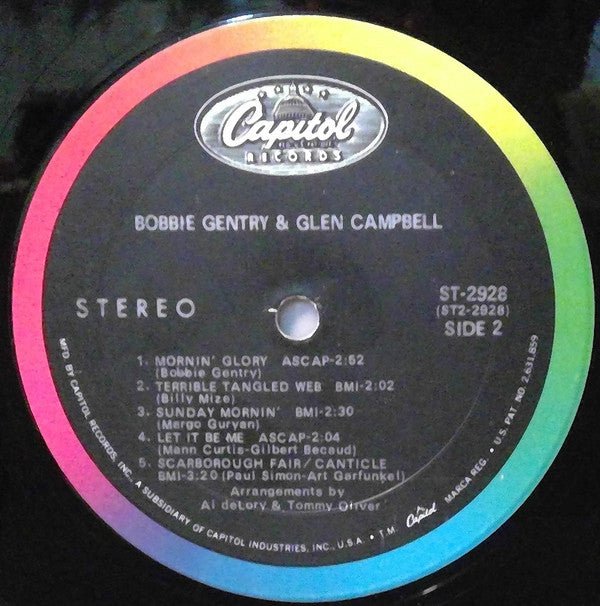 Capitol
RECORDS
BOBBIE GENTRY & GLEN CAMPBELL
STEREO
ST-2928
(ST2-2928)
SIDE 2
1. MORNIN' GLORY ASCAP-2:52
(Bobbie Gentry)
2. TERRIBLE TANGLED WEB BMI-2:02
(Billy Mize)
3. SUNDAY MORNIN' BMI-2:30
(Margo Guryan)
4. LET IT BE ME ASCAP-2:04
(Mann Curtis-Gilbert Becaud)
5. SCARBOROUGH FAIR/CANTICLE
BMI-3:20 (Paul Simon-Art Garfunkel)
Arrangements by
Al deLory & Tommy Oliver
MFD. BY CAPITOL RECORDS, INC., A SUBSIDIARY OF CAPITOL INDUSTRIES, INC., U.S.A. • T.M. Capitol MARCA REG. • U.S. PAT. NO. 2,631,859